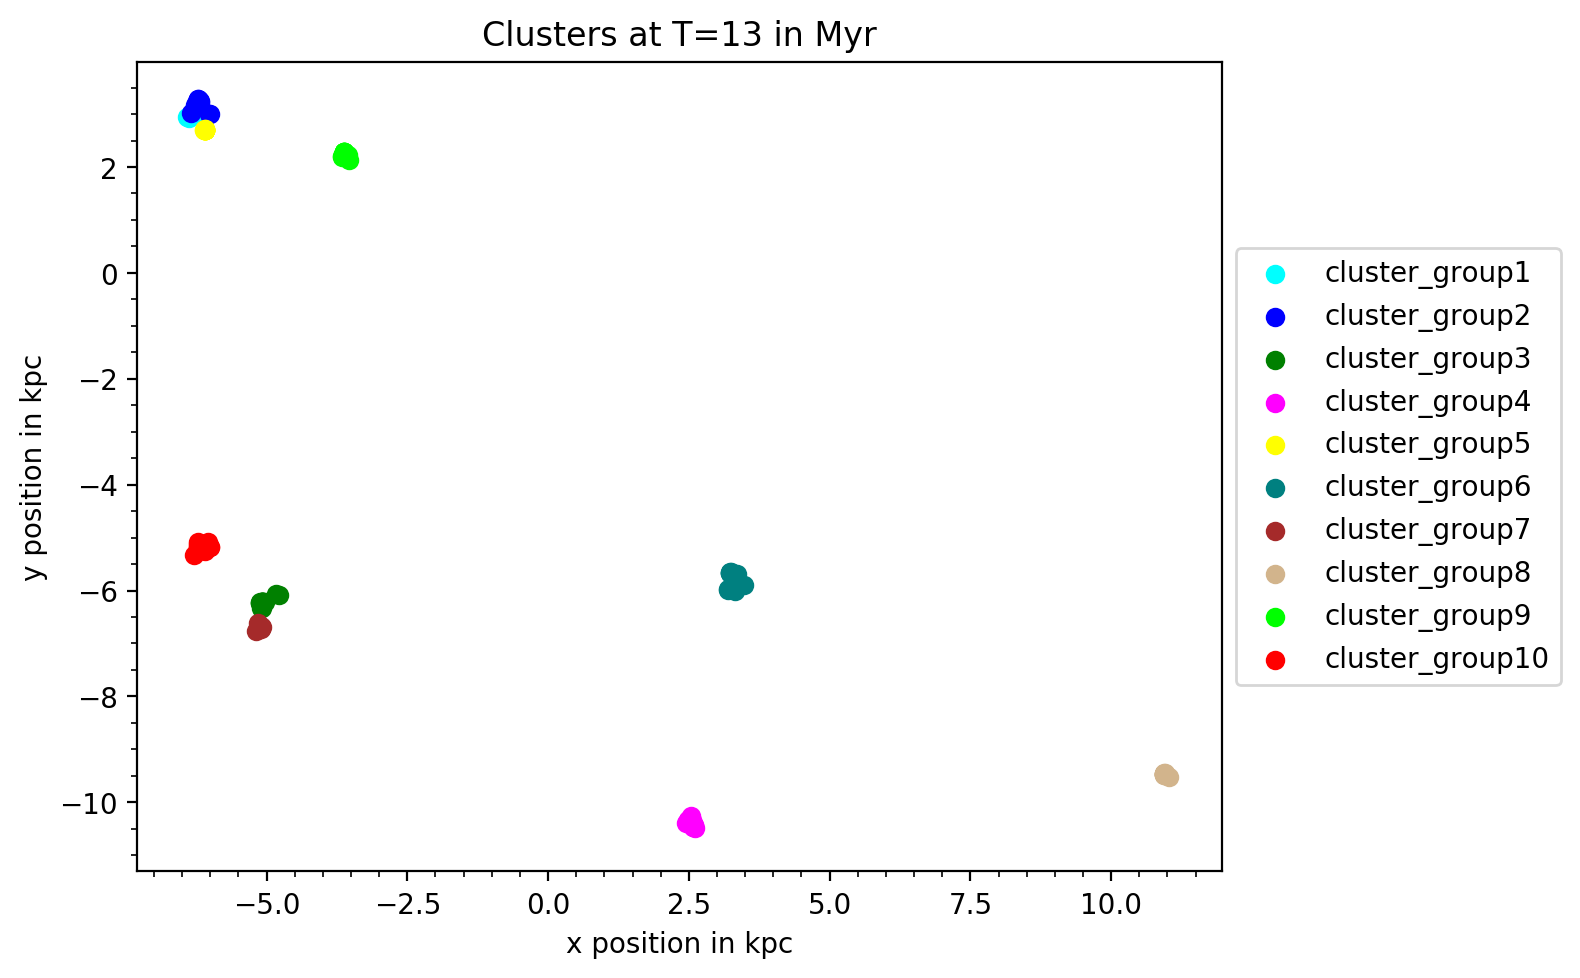 Clusters at T=13 in Myr
2
0
−2
−4
−6
−8
−10
y position in kpc
−5.0
−2.5
0.0
2.5
5.0
7.5
10.0
x position in kpc
cluster_group1
cluster_group2
cluster_group3
cluster_group4
cluster_group5
cluster_group6
cluster_group7
cluster_group8
cluster_group9
cluster_group10